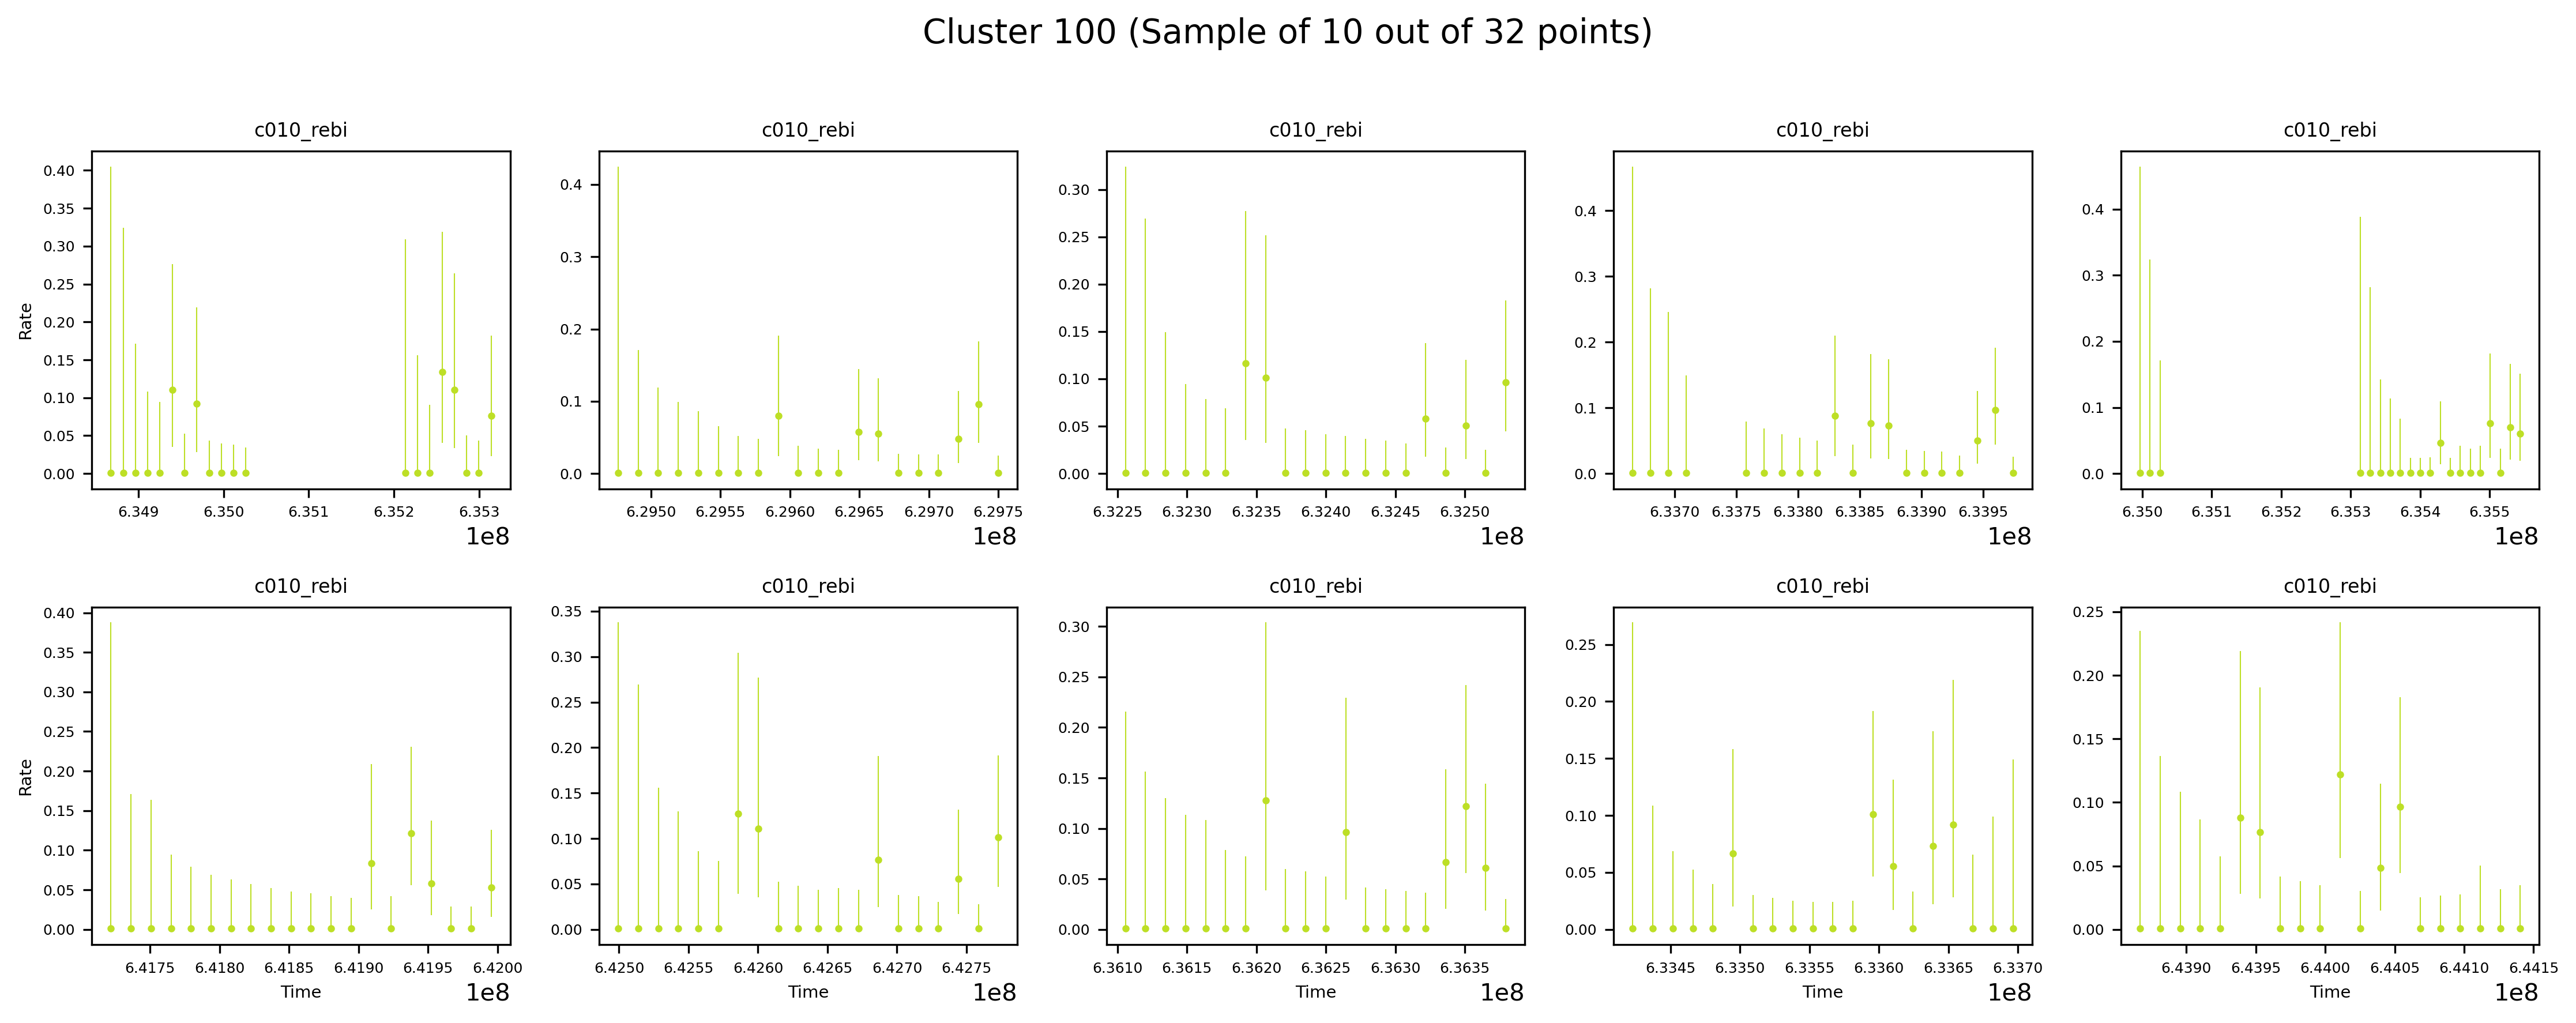 Cluster 100 (Sample of 10 out of 32 points)
c010_rebi c010_rebi c010_rebi c010_rebi c010_rebi
Rate
0.40 0.35 0.30 0.25 0.20 0.15 0.10 0.05 0.00
6.349 6.350 6.351 6.352 6.353
1e8
0.4 0.3 0.2 0.1 0.0
6.2950 6.2955 6.2960 6.2965 6.2970 6.2975
1e8
0.30 0.25 0.20 0.15 0.10 0.05 0.00
6.3225 6.3230 6.3235 6.3240 6.3245 6.3250
1e8
0.4 0.3 0.2 0.1 0.0
6.3370 6.3375 6.3380 6.3385 6.3390 6.3395
1e8
0.4 0.3 0.2 0.1 0.0
6.350 6.351 6.352 6.353 6.354 6.355
1e8
c010_rebi c010_rebi c010_rebi c010_rebi c010_rebi
Rate
0.40 0.35 0.30 0.25 0.20 0.15 0.10 0.05 0.00
6.4175 6.4180 6.4185 6.4190 6.4195 6.4200
Time 1e8
0.35 0.30 0.25 0.20 0.15 0.10 0.05 0.00
6.4250 6.4255 6.4260 6.4265 6.4270 6.4275
Time 1e8
0.30 0.25 0.20 0.15 0.10 0.05 0.00
6.3610 6.3615 6.3620 6.3625 6.3630 6.3635
Time 1e8
0.25 0.20 0.15 0.10 0.05 0.00
6.3345 6.3350 6.3355 6.3360 6.3365 6.3370
Time 1e8
0.25 0.20 0.15 0.10 0.05 0.00
6.4390 6.4395 6.4400 6.4405 6.4410 6.4415
Time 1e8